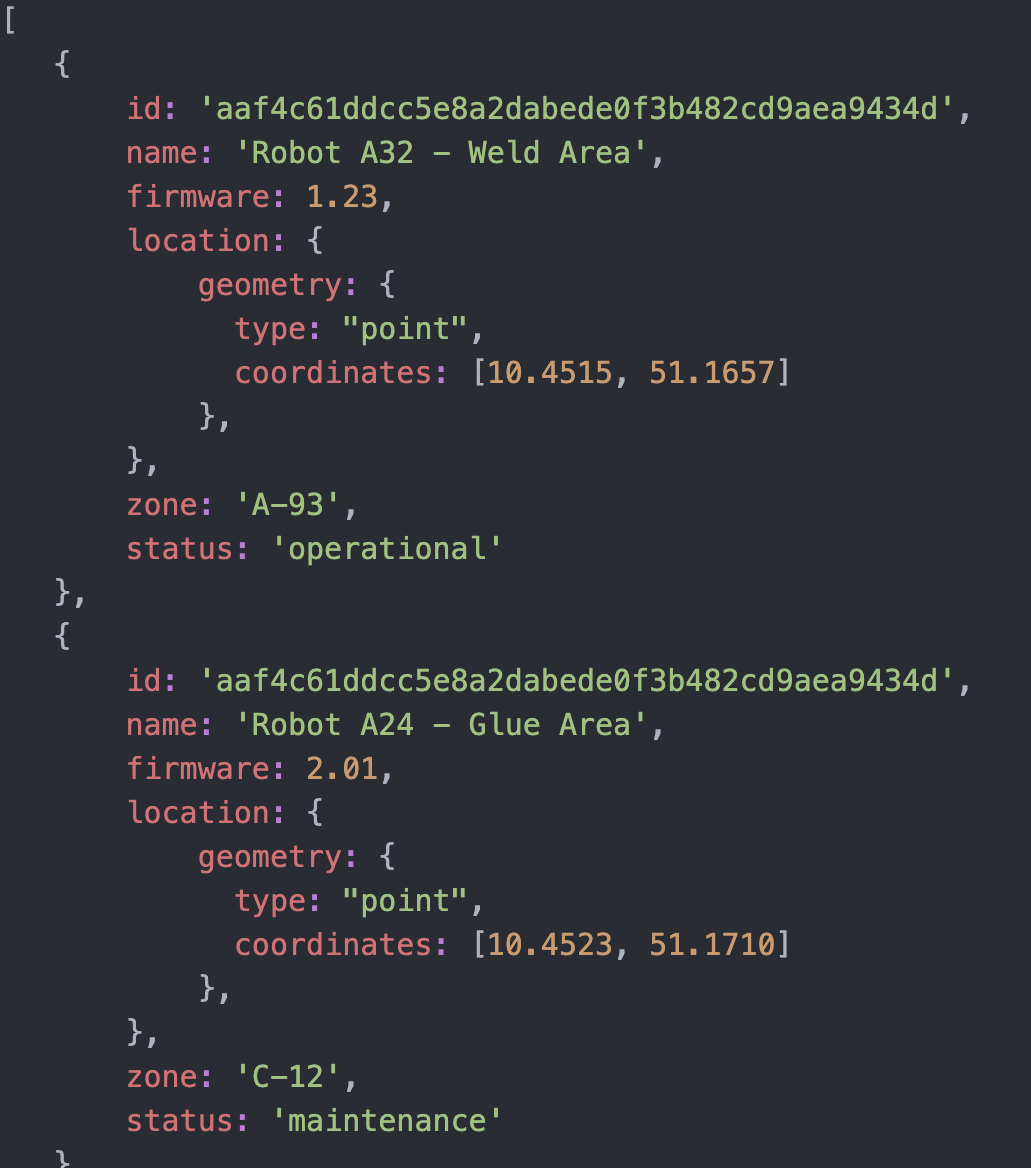 [
{
id: 'aaf4c61ddcc5e8a2dabede0f3b482cd9aea9434d',
name: 'Robot A32 - Weld Area',
firmware: 1.23,
location: {
geometry: {
type: "point",
coordinates: [10.4515, 51.1657]
},
},
zone: 'A-93',
status: 'operational'
},
{
id: 'aaf4c61ddcc5e8a2dabede0f3b482cd9aea9434d',
name: 'Robot A24 - Glue Area',
firmware: 2.01,
location: {
geometry: {
type: "point",
coordinates: [10.4523, 51.1710]
},
},
zone: 'C-12',
status: 'maintenance'
}